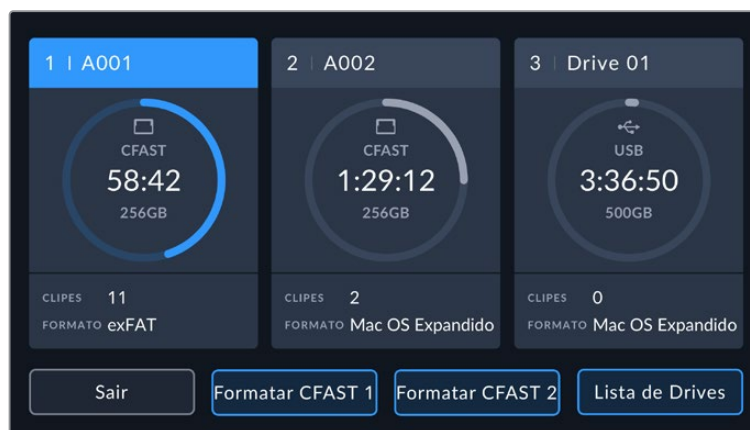 1 | A001
CFAST
58:42
256GB
CLIPES 11
FORMATO exFAT
2 | A002
CFAST
1:29:12
256GB
CLIPES 2
FORMATO Mac OS Expandido
3 | Drive 01
USB
3:36:50
500GB
CLIPES 0
FORMATO Mac OS Expandido
Sair
Formatar CFAST 1
Formatar CFAST 2
Lista de Drives